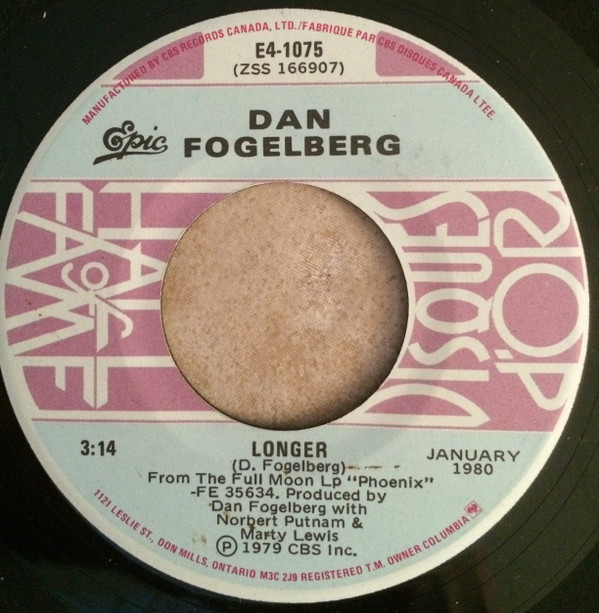 MANUFACTURED BY CBS RECORDS CANADA, LTD./FABRIQUE PAR CBS DISQUES CANADA LTEE.
E4-1075
(ZSS 166907)
DAN
Epic FOGELBERG
HALL
of
FAME
DISQUES
D'OR
3:14
LONGER
JANUARY
1980
(D. Fogelberg)
From The Full Moon Lp "Phoenix"
-FE 35634. Produced by
Dan Fogelberg with
Norbert Putnam &
Marty Lewis
Ⓟ 1979 CBS Inc.
1121 LESLIE ST., DON MILLS, ONTARIO M3C 2J9 REGISTERED T.M. OWNER COLUMBIA